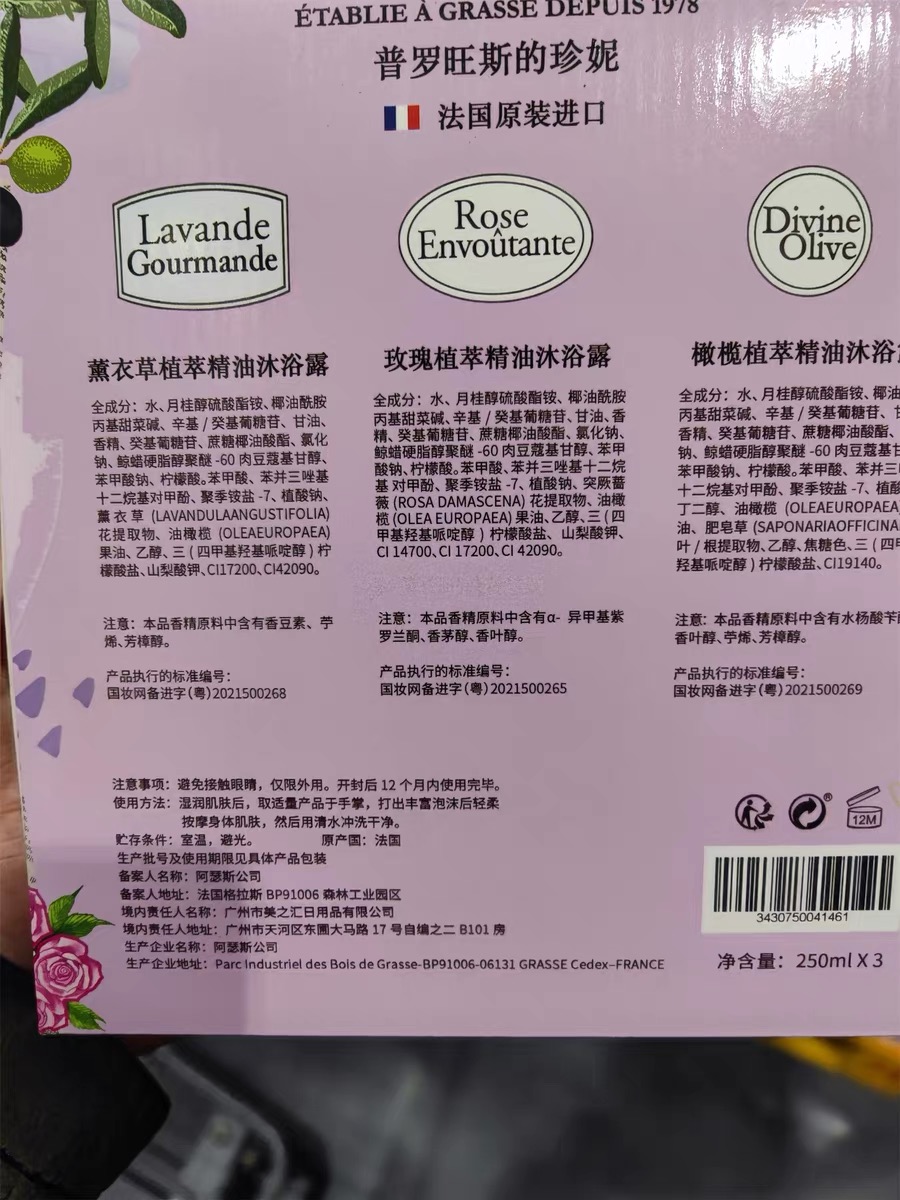 ÉTABLIE À GRASSE DEPUIS 1978
普罗旺斯的珍妮
法国原装进口
Lavande
Gourmande
薰衣草植萃精油沐浴露
全成分：水、月桂醇硫酸酯铵、椰油酰胺
丙基甜菜碱、辛基 / 癸基葡糖苷、甘油、
香精、癸基葡糖苷、蔗糖椰油酸酯、氯化
钠、鲸蜡硬脂醇聚醚 -60 肉豆蔻基甘醇、
苯甲酸钠、柠檬酸。苯甲酸、苯并三唑基
十二烷基对甲酚、聚季铵盐 -7、植酸钠、
薰衣草 (LAVANDULAANGUSTIFOLIA)
花提取物、油橄榄 (OLEAEUROPAEA)
果油、乙醇、三 ( 四甲基羟基哌啶醇 ) 柠
檬酸盐、山梨酸钾、CI17200、CI42090。
注意：本品香精原料中含有香豆素、苧
烯、芳樟醇。
产品执行的标准编号：
国妆网备进字（粤）2021500268
Rose
Envoûtante
玫瑰植萃精油沐浴露
全成分：水、月桂醇硫酸酯铵、椰油酰胺
丙基甜菜碱、辛基 / 癸基葡糖苷、甘油、香
精、癸基葡糖苷、蔗糖椰油酸酯、氯化钠、
鲸蜡硬脂醇聚醚 -60 肉豆蔻基甘醇、苯甲
酸钠、柠檬酸。苯甲酸、苯并三唑基十二烷
基 对甲酚、聚季铵盐 -7、植酸钠、突厥蔷
薇 (ROSA DAMASCENA) 花提取物、油橄
榄 (OLEA EUROPAEA) 果油、乙醇、三 ( 四
甲基羟基哌啶醇 ) 柠檬酸盐、山梨酸钾、
CI 14700、CI 17200、CI 42090。
注意：本品香精原料中含有α- 异甲基紫
罗兰酮、香茅醇、香叶醇。
产品执行的标准编号：
国妆网备进字（粤）2021500265
Divine
Olive
橄榄植萃精油沐浴
全成分：水、月桂醇硫酸酯铵、椰油
丙基甜菜碱、辛基 / 癸基葡糖苷、
香精、癸基葡糖苷、蔗糖椰油酸酯、
钠、鲸蜡硬脂醇聚醚 -60 肉豆蔻基
苯甲酸钠、柠檬酸。苯甲酸、苯并三
十二烷基对甲酚、聚季铵盐 -7、植酸
丁二醇、油橄榄 (OLEAEUROPAEA)
油、肥皂草 (SAPONARIAOFFICINA
叶 / 根提取物、乙醇、焦糖色、三 ( 四
羟基哌啶醇 ) 柠檬酸盐、CI19140。
注意：本品香精原料中含有水杨酸苄
香叶醇、苧烯、芳樟醇。
产品执行的标准编号：
国妆网备进字（粤）2021500269
注意事项：避免接触眼睛，仅限外用。开封后 12 个月内使用完毕。
使用方法：湿润肌肤后，取适量产品于手掌，打出丰富泡沫后轻柔
按摩身体肌肤，然后用清水冲洗干净。
贮存条件：室温，避光。 原产国：法国
生产批号及使用期限见具体产品包装
备案人名称：阿瑟斯公司
备案人地址：法国格拉斯 BP91006 森林工业园区
境内责任人名称：广州市美之汇日用品有限公司
境内责任人地址：广州市天河区东圃大马路 17 号自编之二 B101 房
生产企业名称：阿瑟斯公司
生产企业地址：Parc Industriel des Bois de Grasse-BP91006-06131 GRASSE Cedex–FRANCE
12M
3430750041461
净含量：250ml X 3